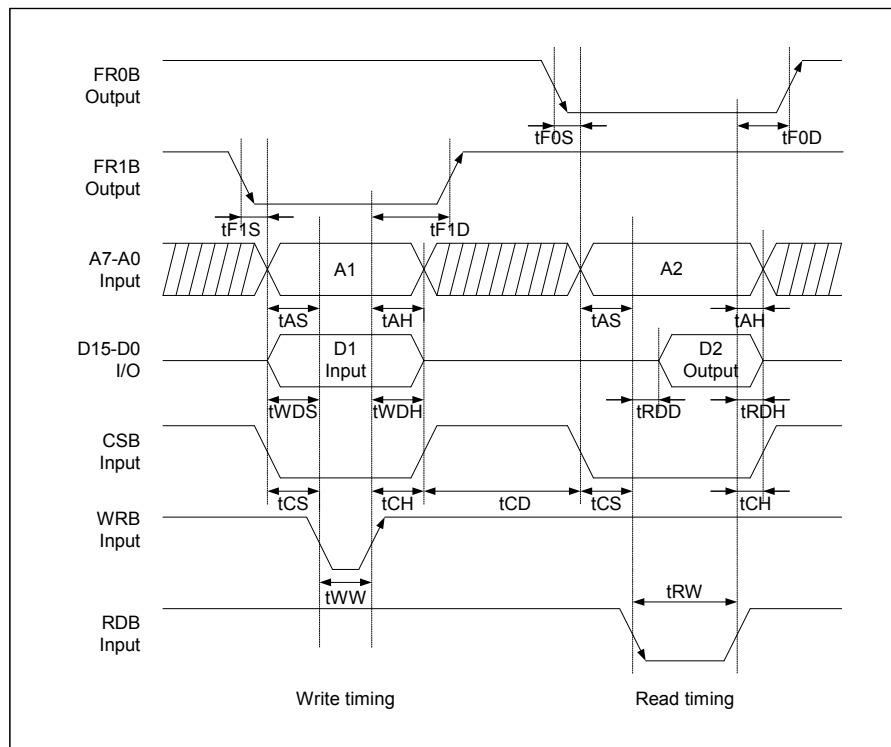 FR0B
Output
tF0S
tF0D
FR1B
Output
tF1S
tF1D
A7-A0
Input
A1
A2
tAS
tAH
tAS
tAH
D15-D0
I/O
D1
Input
D2
Output
tWDS
tWDH
tRDD
tRDH
CSB
Input
tCS
tCH
tCD
tCS
tCH
WRB
Input
tWW
tRW
RDB
Input
Write timing
Read timing